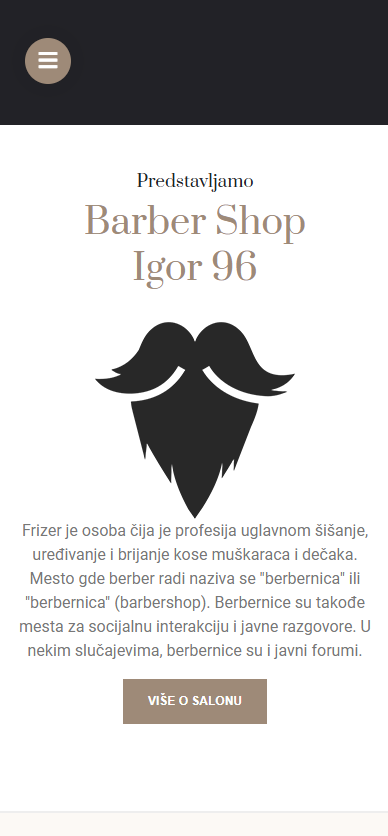 Predstavljamo
Barber Shop
Igor 96
Frizer je osoba čija je profesija uglavnom šišanje,
uređivanje i brijanje kose muškaraca i dečaka.
Mesto gde berber radi naziva se "berbernica" ili
"berbernica" (barbershop). Berbernice su takođe
mesta za socijalnu interakciju i javne razgovore. U
nekim slučajevima, berbernice su i javni forumi.
VIŠE O SALONU